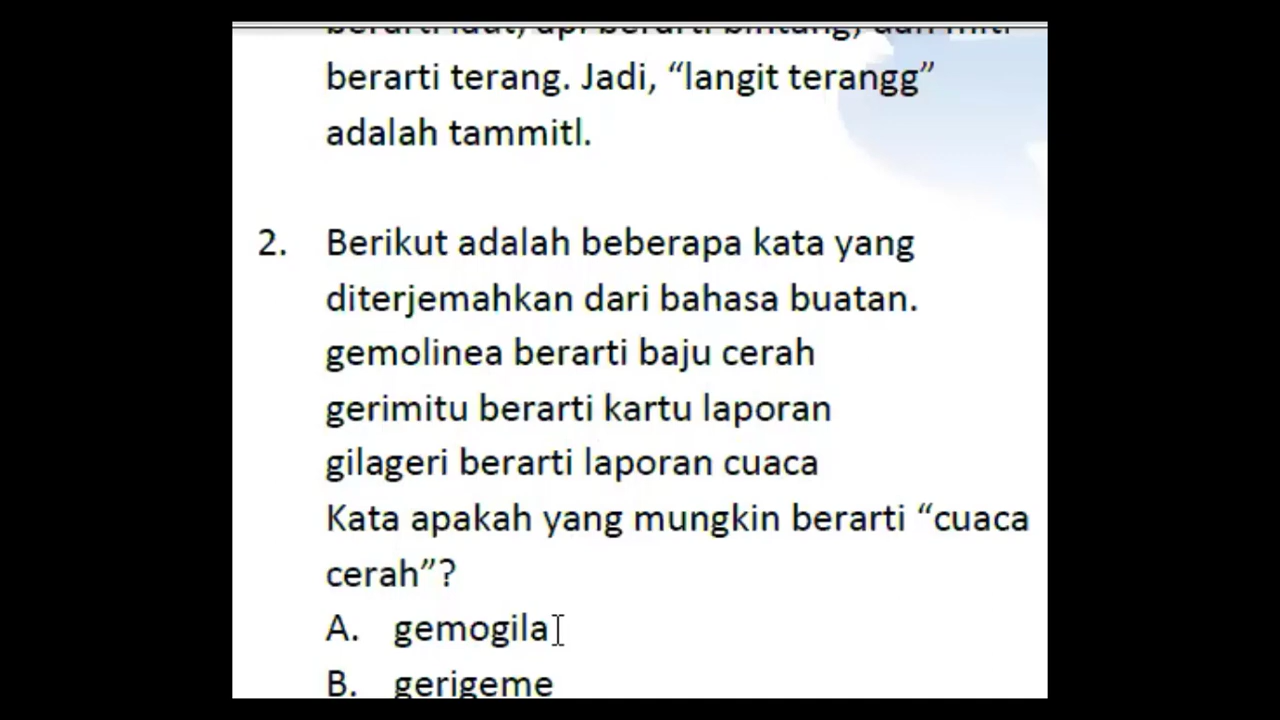 berarti terang. Jadi, “langit terangg”
adalah tammitl.
2. Berikut adalah beberapa kata yang
diterjemahkan dari bahasa buatan.
gemolinea berarti baju cerah
gerimitu berarti kartu laporan
gilageri berarti laporan cuaca
Kata apakah yang mungkin berarti “cuaca
cerah”?
A. gemogila
B. gerigeme